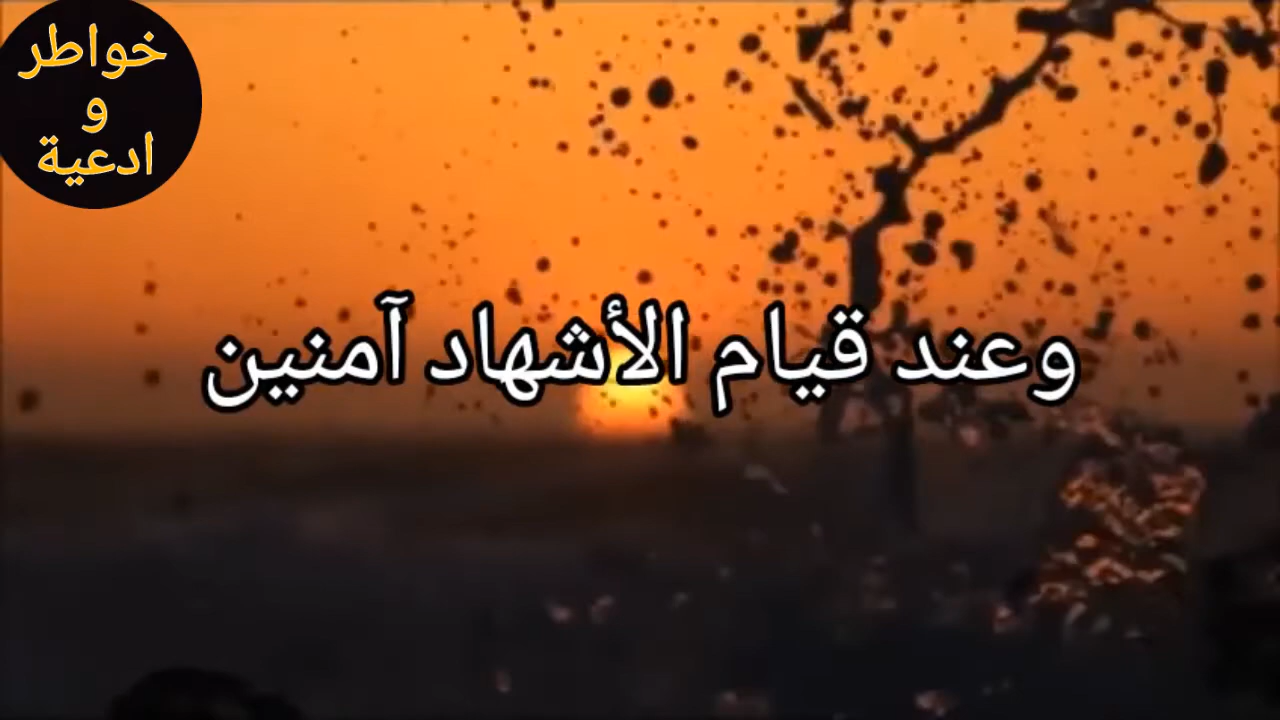 خواطر
و
ادعية
وعند قيام الأشهاد آمنين